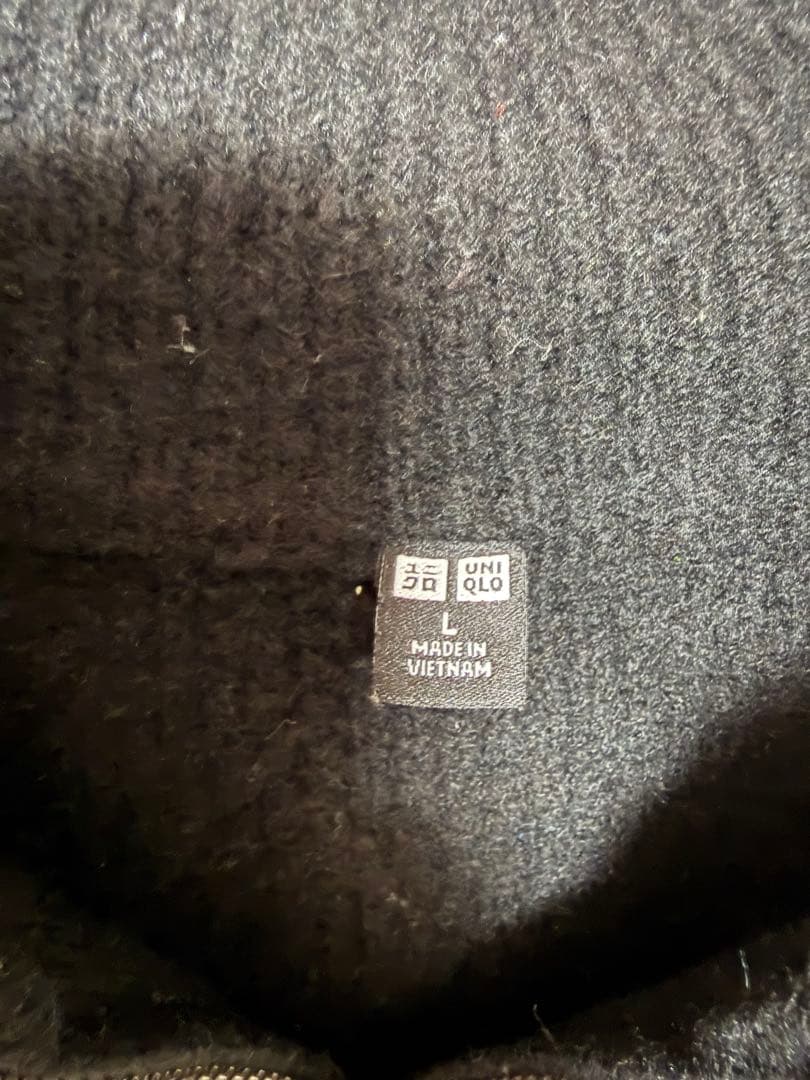 ユニ UNI
クロ QLO
L
MADE IN
VIETNAM